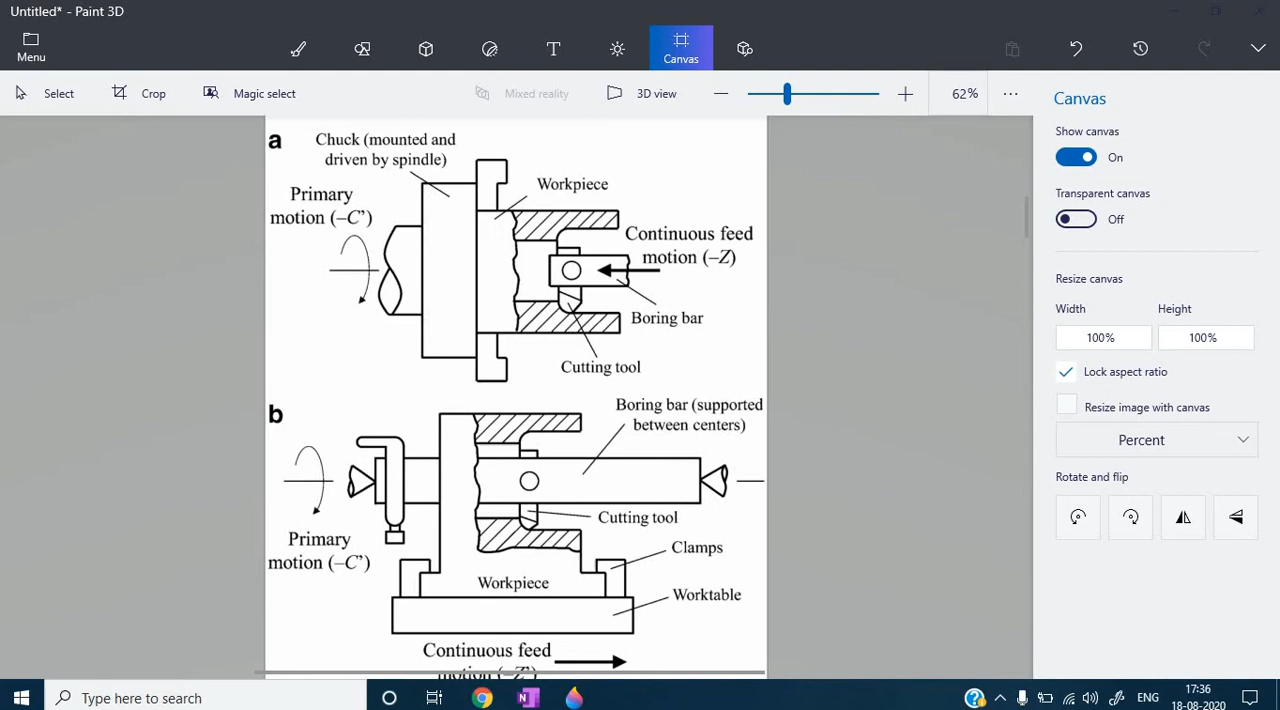 Untitled* - Paint 3D
Menu
Canvas
Select
Crop
Magic select
Mixed reality
3D view
62%
Canvas
Show canvas
On
Transparent canvas
Off
Resize canvas
Width
Height
100%
100%
Lock aspect ratio
Resize image with canvas
Percent
Rotate and flip
a
Chuck (mounted and
driven by spindle)
Primary
motion (–C’)
Workpiece
Continuous feed
motion (–Z)
Boring bar
Cutting tool
b
Boring bar (supported
between centers)
Primary
motion (–C’)
Cutting tool
Clamps
Workpiece
Worktable
Continuous feed
motion (–Z’)
Type here to search
ENG
17:36
18-08-2020